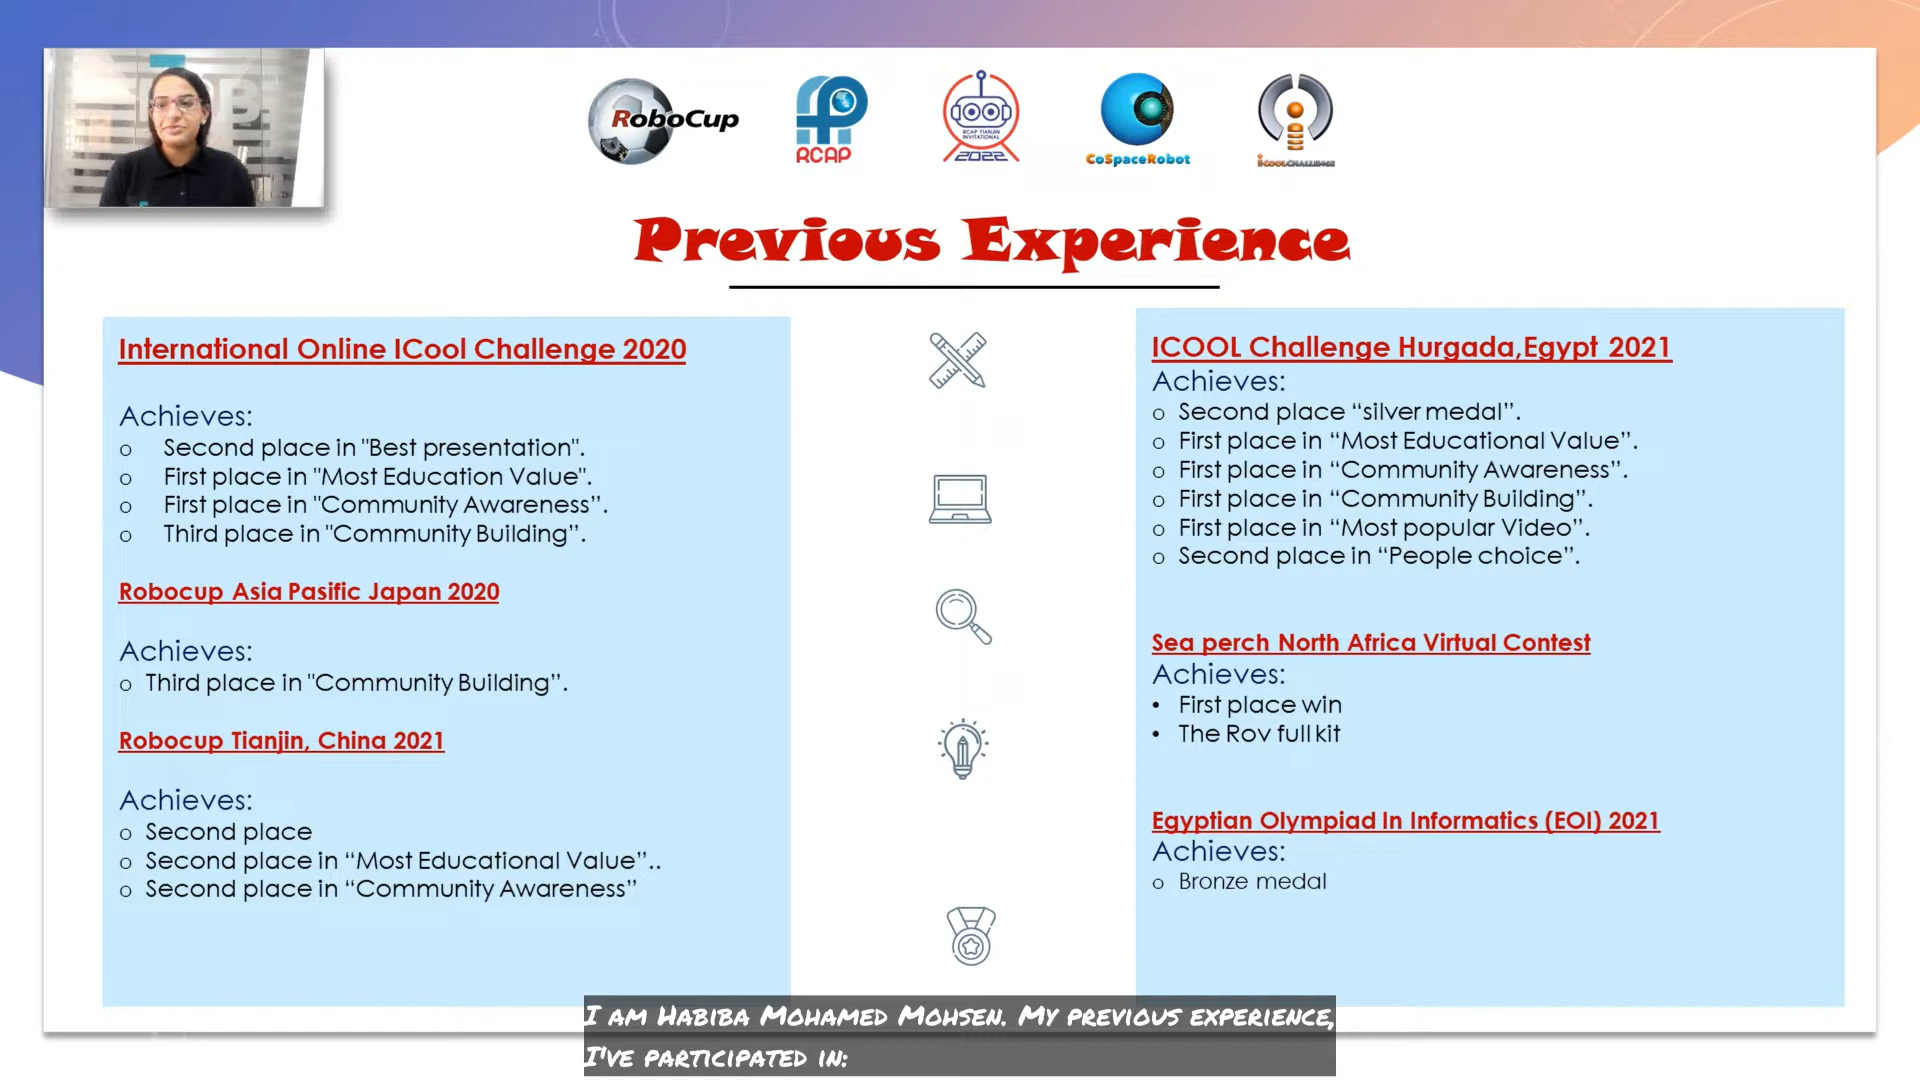 RoboCup
RCAP
RCAP TIANJIN
INVITATIONAL
2022
CoSpaceRobot
iCOOLCHALLENGE
Previous Experience
International Online ICool Challenge 2020
Achieves:
o Second place in "Best presentation".
o First place in "Most Education Value".
o First place in "Community Awareness”.
o Third place in "Community Building”.
Robocup Asia Pasific Japan 2020
Achieves:
o Third place in "Community Building”.
Robocup Tianjin, China 2021
Achieves:
o Second place
o Second place in “Most Educational Value”..
o Second place in “Community Awareness”
ICOOL Challenge Hurgada,Egypt 2021
Achieves:
o Second place “silver medal”.
o First place in “Most Educational Value”.
o First place in “Community Awareness”.
o First place in “Community Building”.
o First place in “Most popular Video”.
o Second place in “People choice”.
Sea perch North Africa Virtual Contest
Achieves:
• First place win
• The Rov full kit
Egyptian Olympiad In Informatics (EOI) 2021
Achieves:
o Bronze medal
I am Habiba Mohamed Mohsen. My previous experience,
I've participated in: